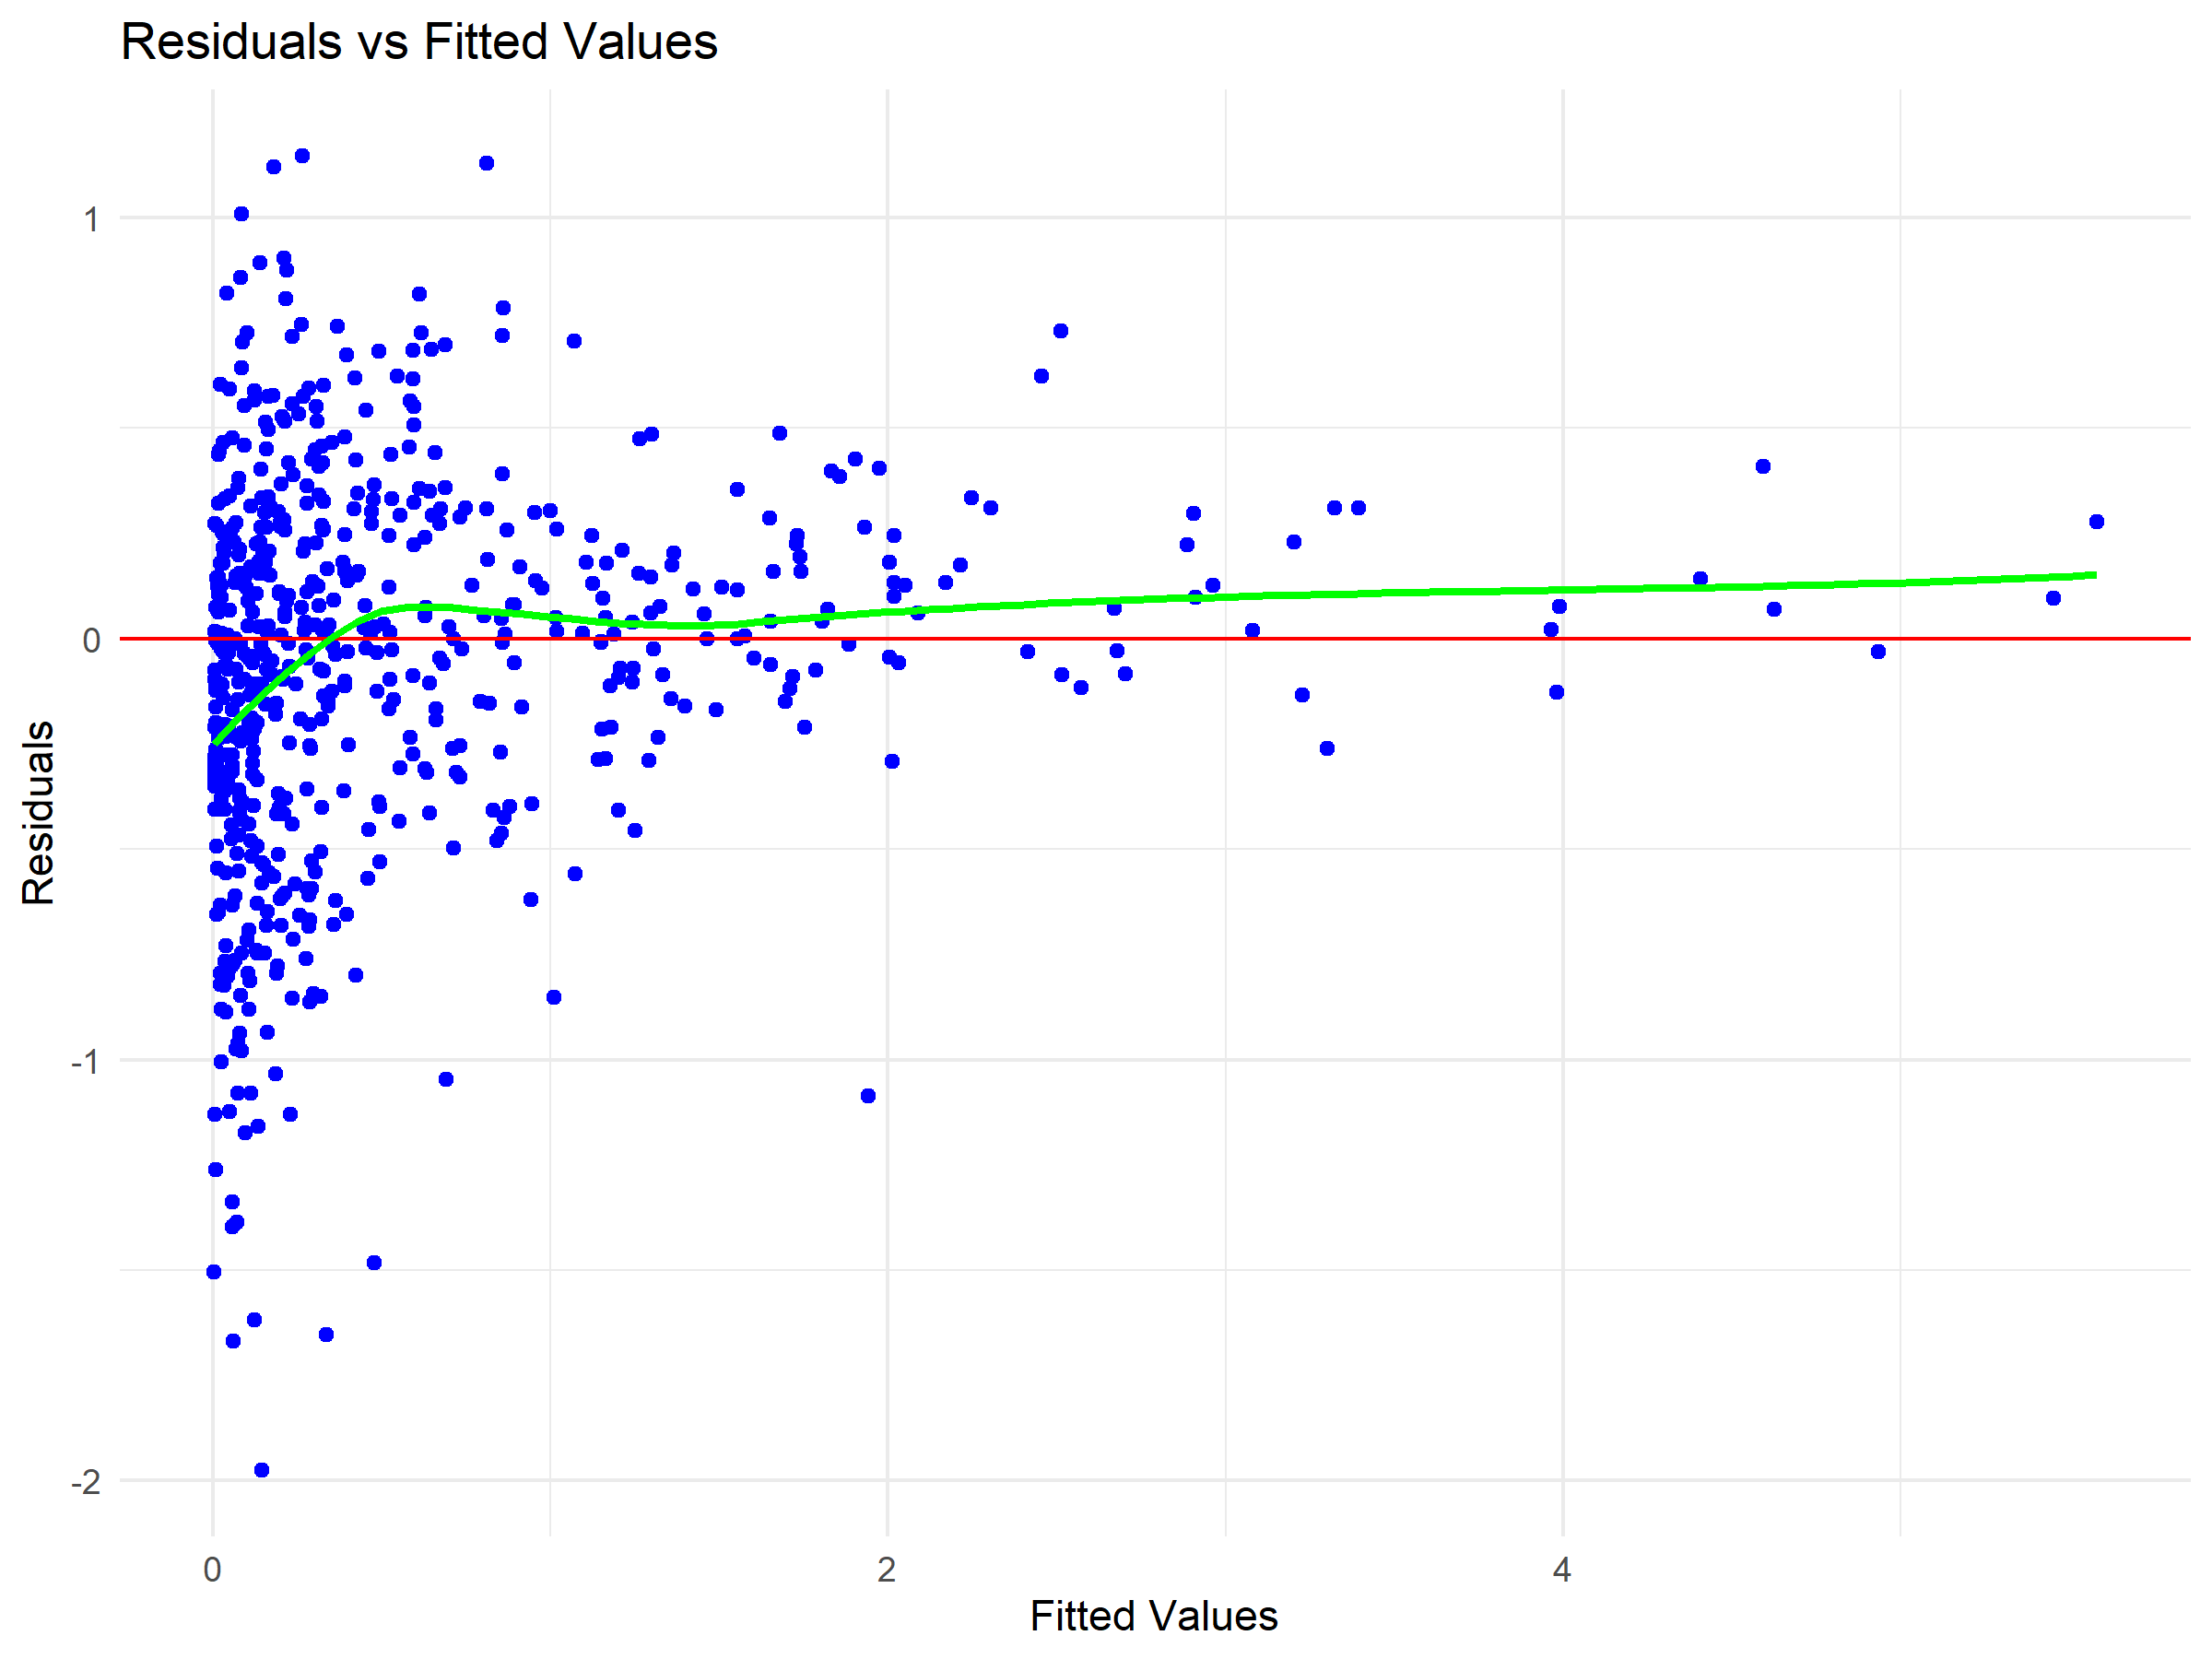 Residuals vs Fitted Values
1
0
-1
-2
Residuals
0 2 4
Fitted Values